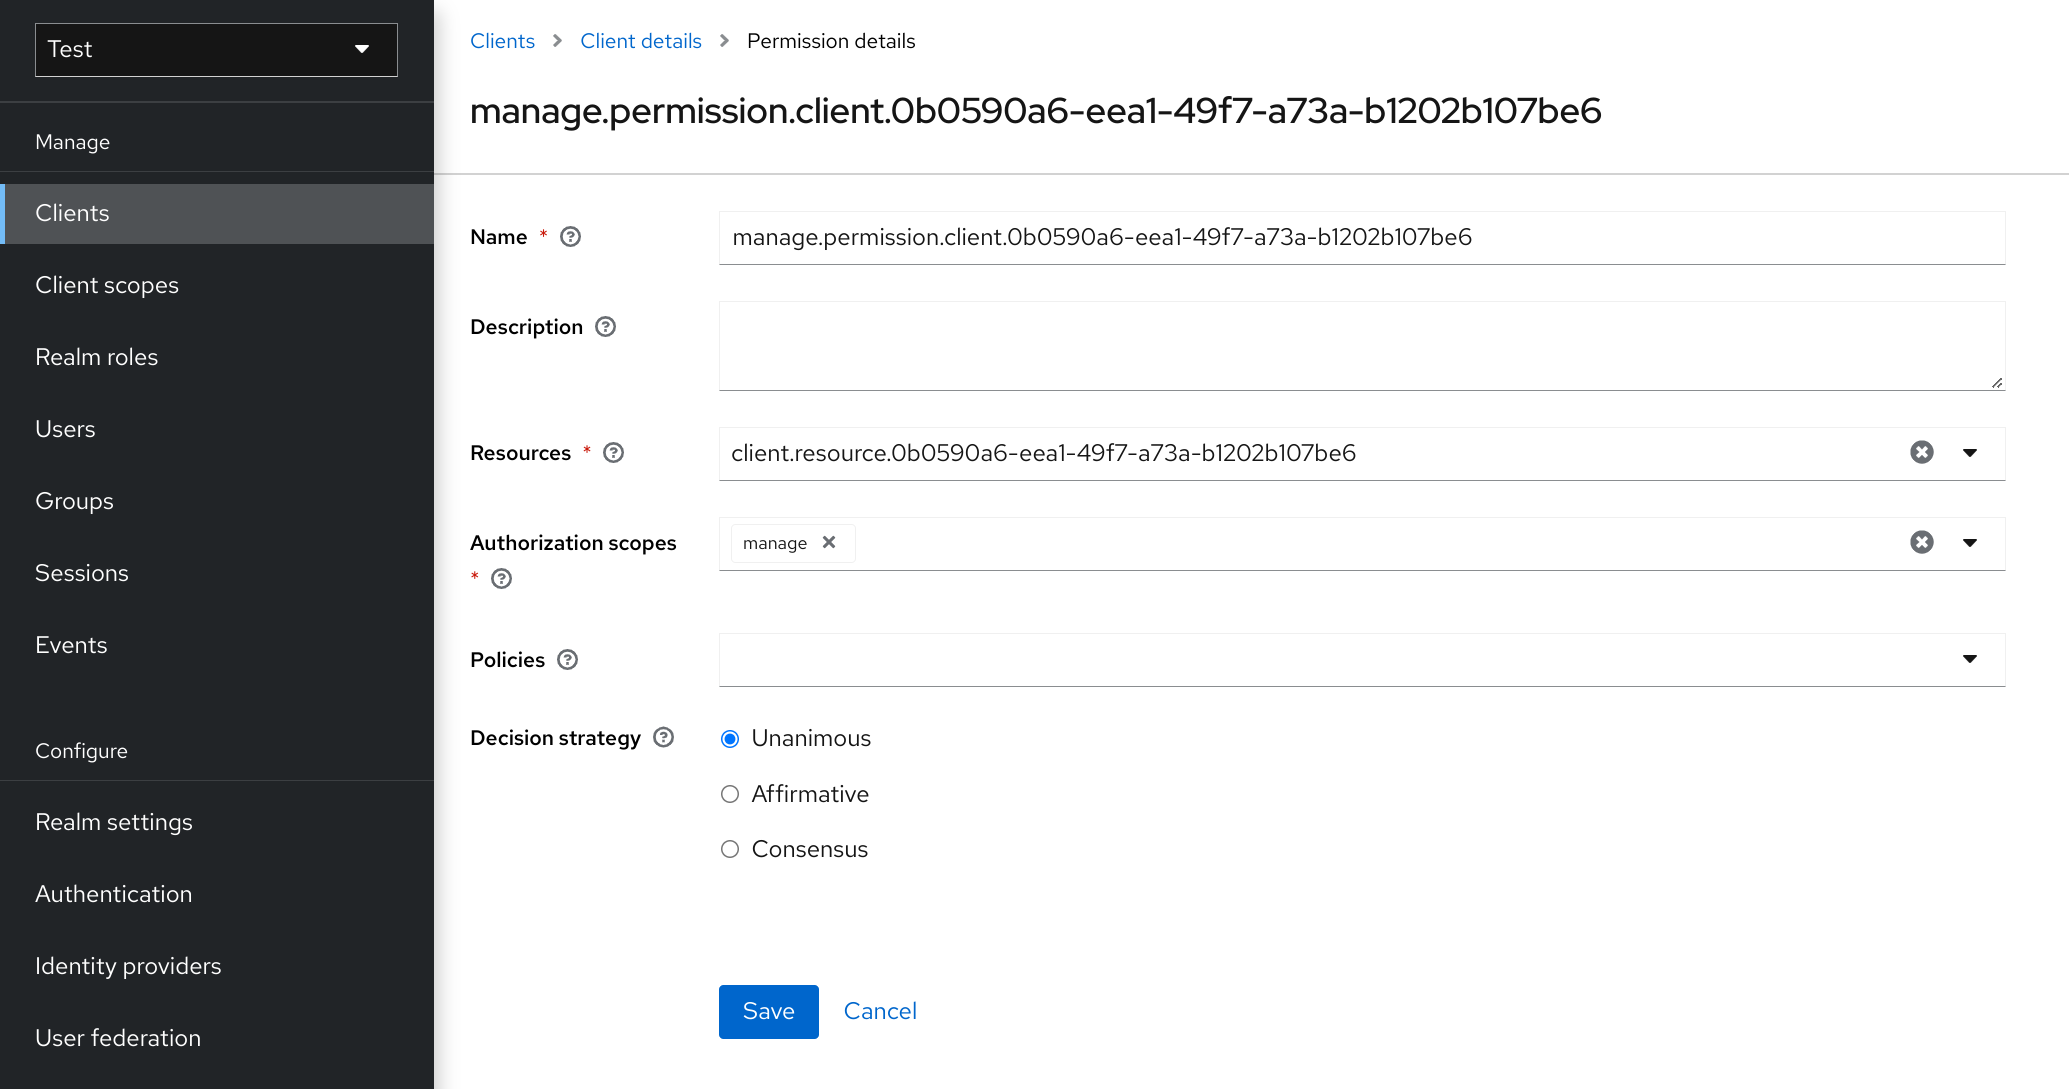 Test
Manage
Clients
Client scopes
Realm roles
Users
Groups
Sessions
Events
Configure
Realm settings
Authentication
Identity providers
User federation
Clients > Client details > Permission details
manage.permission.client.0b0590a6-eea1-49f7-a73a-b1202b107be6
Name * manage.permission.client.0b0590a6-eea1-49f7-a73a-b1202b107be6
Description
Resources * client.resource.0b0590a6-eea1-49f7-a73a-b1202b107be6
Authorization scopes manage
*
Policies
Decision strategy Unanimous
Affirmative
Consensus
Save Cancel